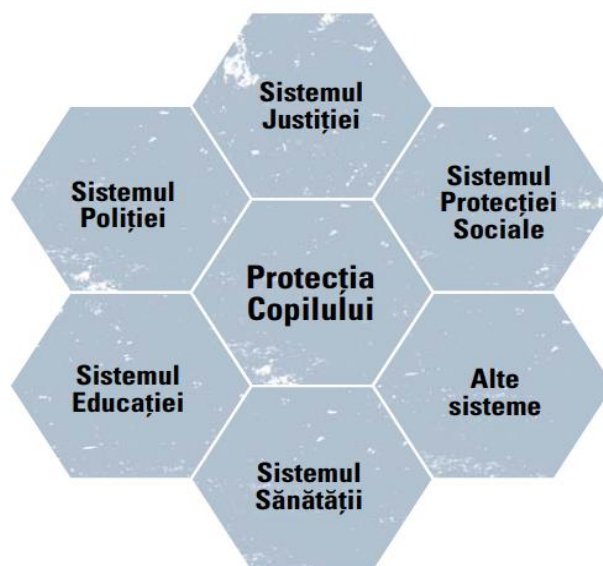 Sistemul
Justiției
Sistemul
Poliției
Sistemul
Protecției
Sociale
Protecția
Copilului
Sistemul
Educației
Alte
sisteme
Sistemul
Sănătății